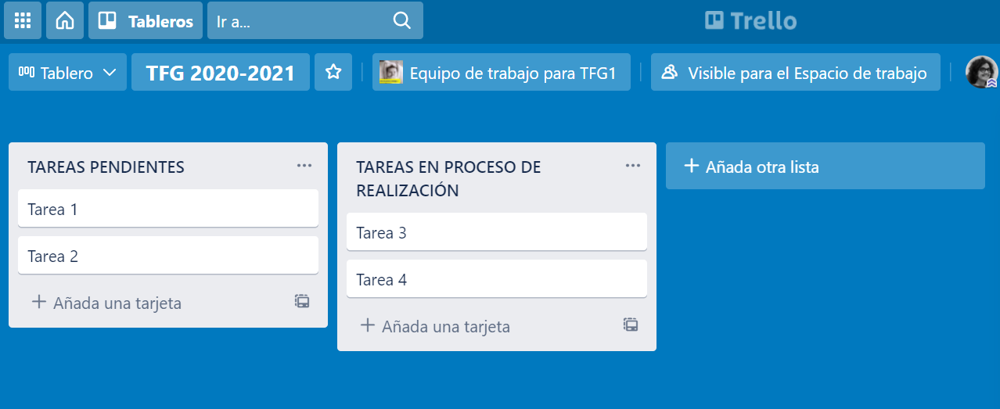 Tableros
Ir a...
Trello
Tablero
TFG 2020-2021
Equipo de trabajo para TFG1
Visible para el Espacio de trabajo
TAREAS PENDIENTES
Tarea 1
Tarea 2
Añada una tarjeta
TAREAS EN PROCESO DE
REALIZACIÓN
Tarea 3
Tarea 4
Añada una tarjeta
Añada otra lista